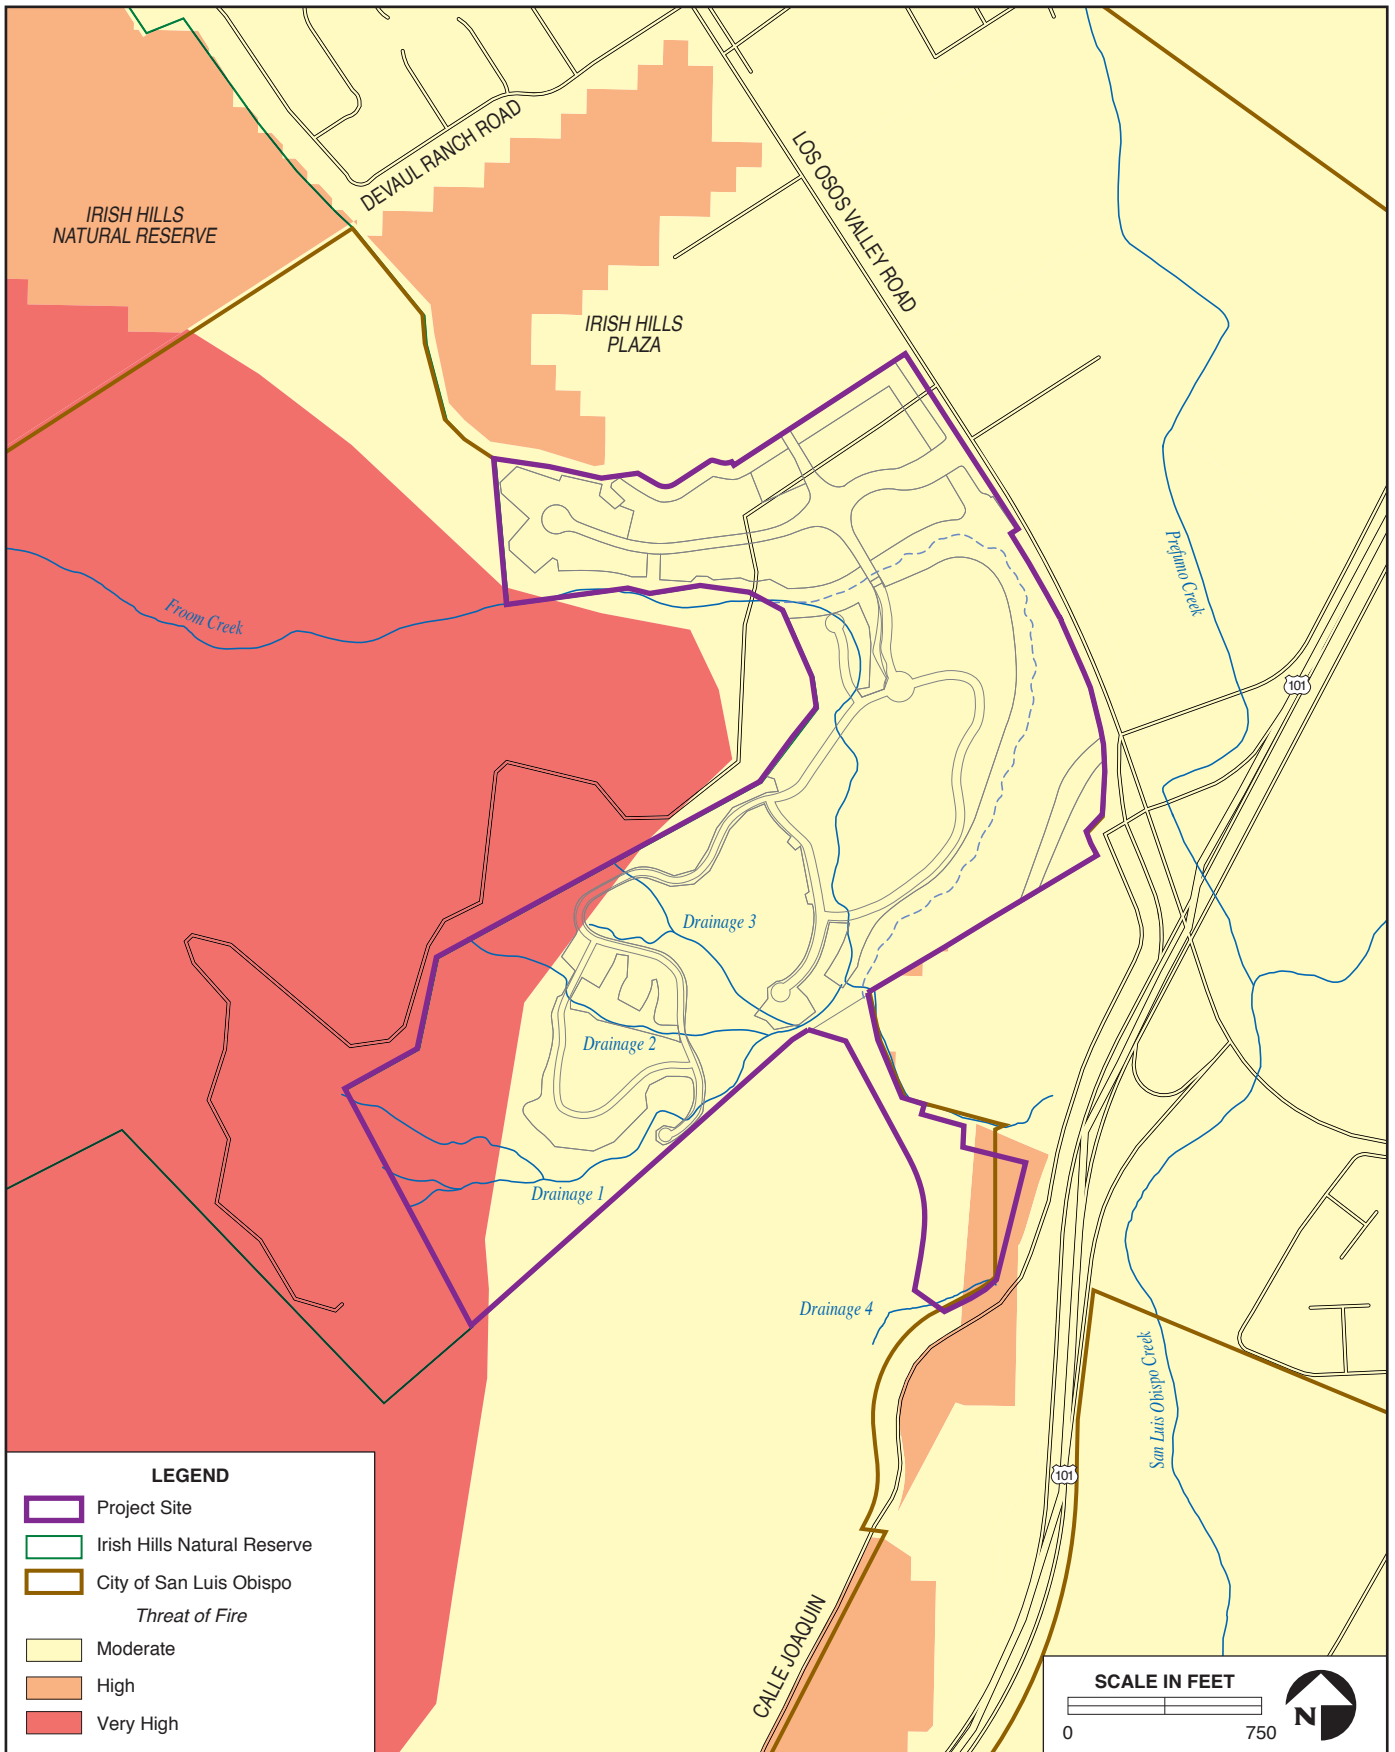 DEVAUL RANCH ROAD
LOS OSOS VALLEY ROAD
IRISH HILLS
NATURAL RESERVE
IRISH HILLS
PLAZA
Prefumo Creek
Froom Creek
101
Drainage 3
Drainage 2
Drainage 1
Drainage 4
San Luis Obispo Creek
101
CALLE JOAQUIN
LEGEND
Project Site
Irish Hills Natural Reserve
City of San Luis Obispo
Threat of Fire
Moderate
High
Very High
SCALE IN FEET
0 750
N